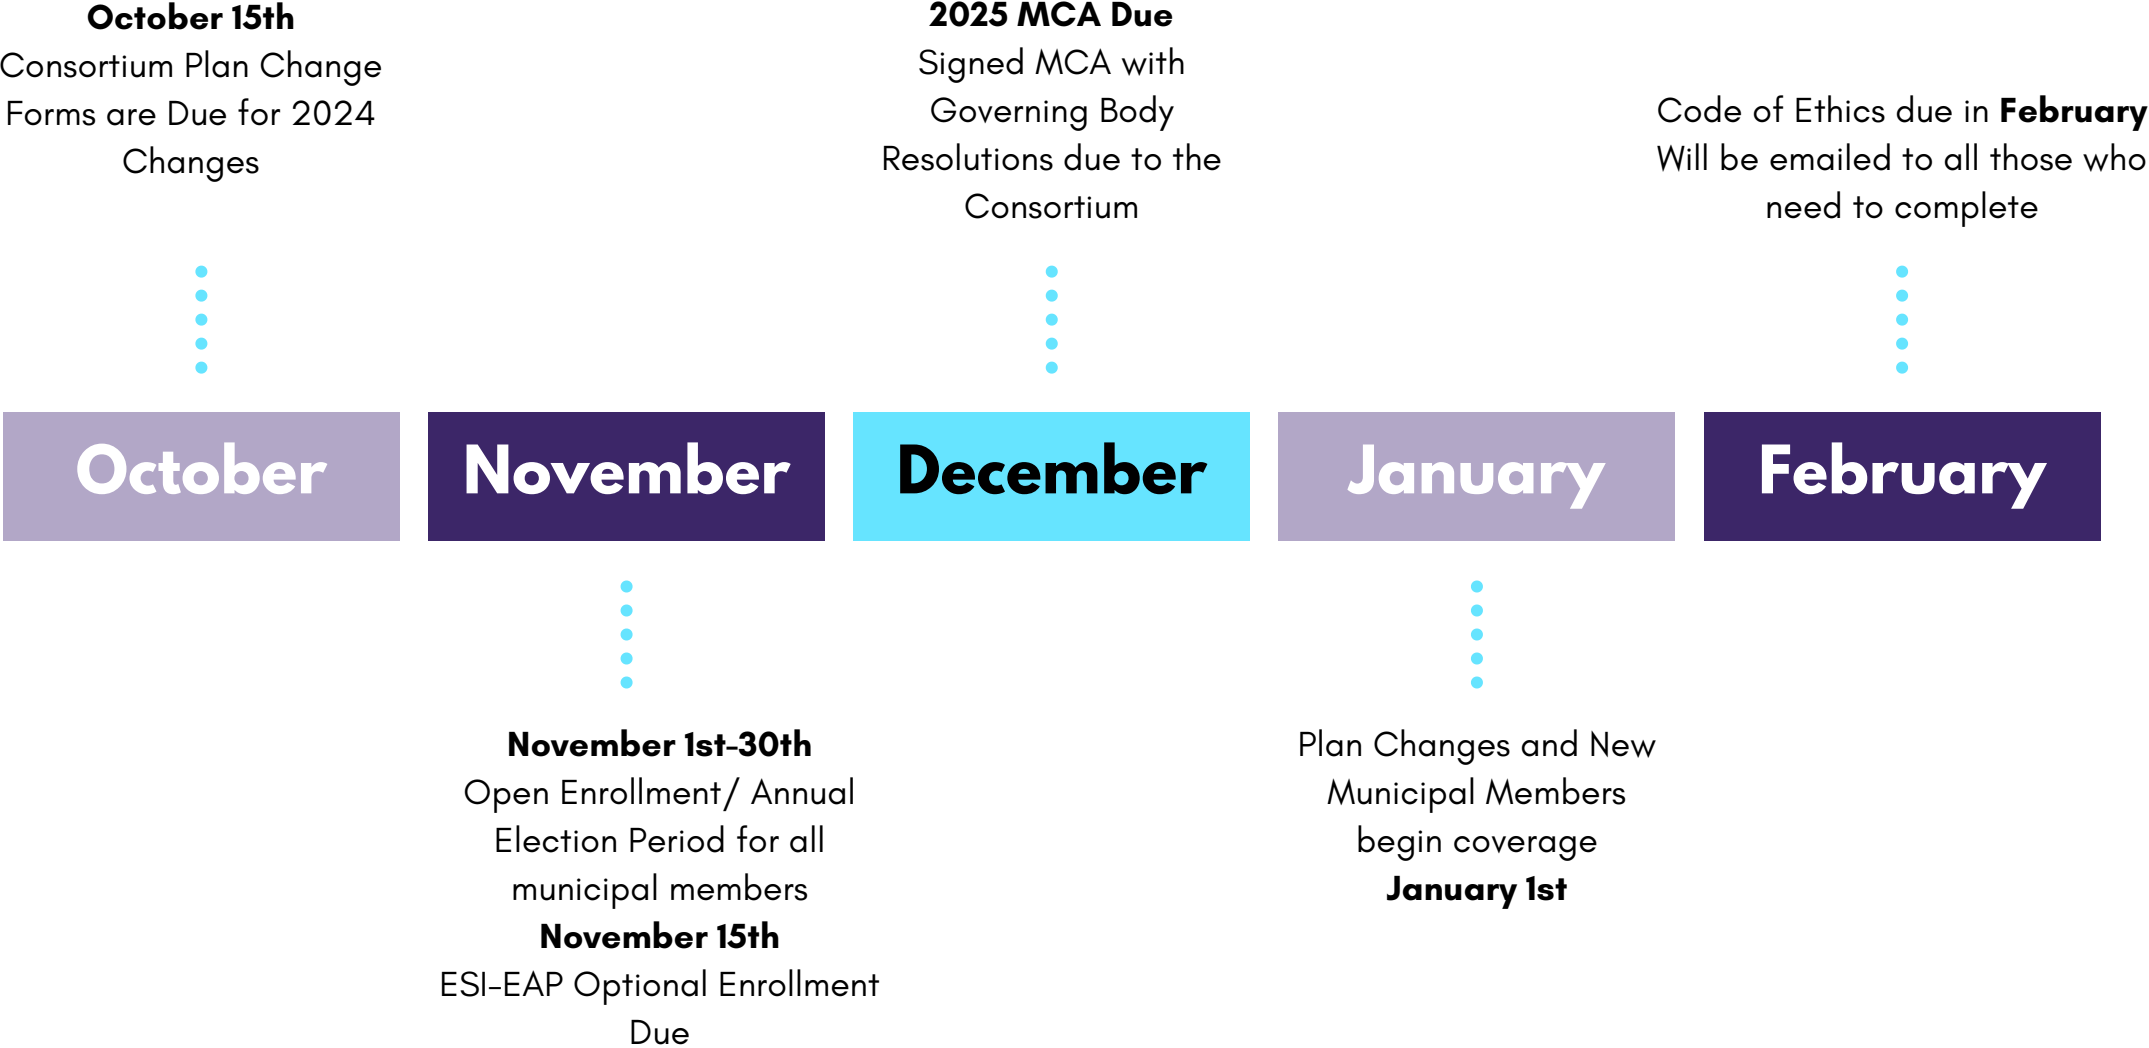 October 15th
Consortium Plan Change
Forms are Due for 2024
Changes
2025 MCA Due
Signed MCA with
Governing Body
Resolutions due to the
Consortium
Code of Ethics due in February
Will be emailed to all those who
need to complete
October
November
December
January
February
November 1st-30th
Open Enrollment/ Annual
Election Period for all
municipal members
November 15th
ESI-EAP Optional Enrollment
Due
Plan Changes and New
Municipal Members
begin coverage
January 1st